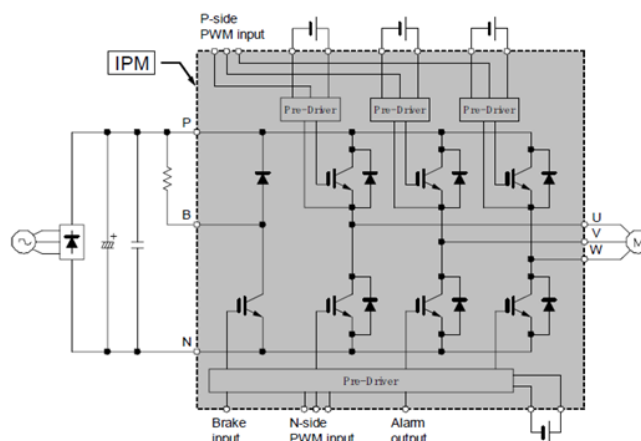 P-side
PWM input
IPM
Pre-Driver
Pre-Driver
Pre-Driver
P
B
U
V
W
M
N
Pre-Driver
Brake
input
N-side
PWM input
Alarm
output